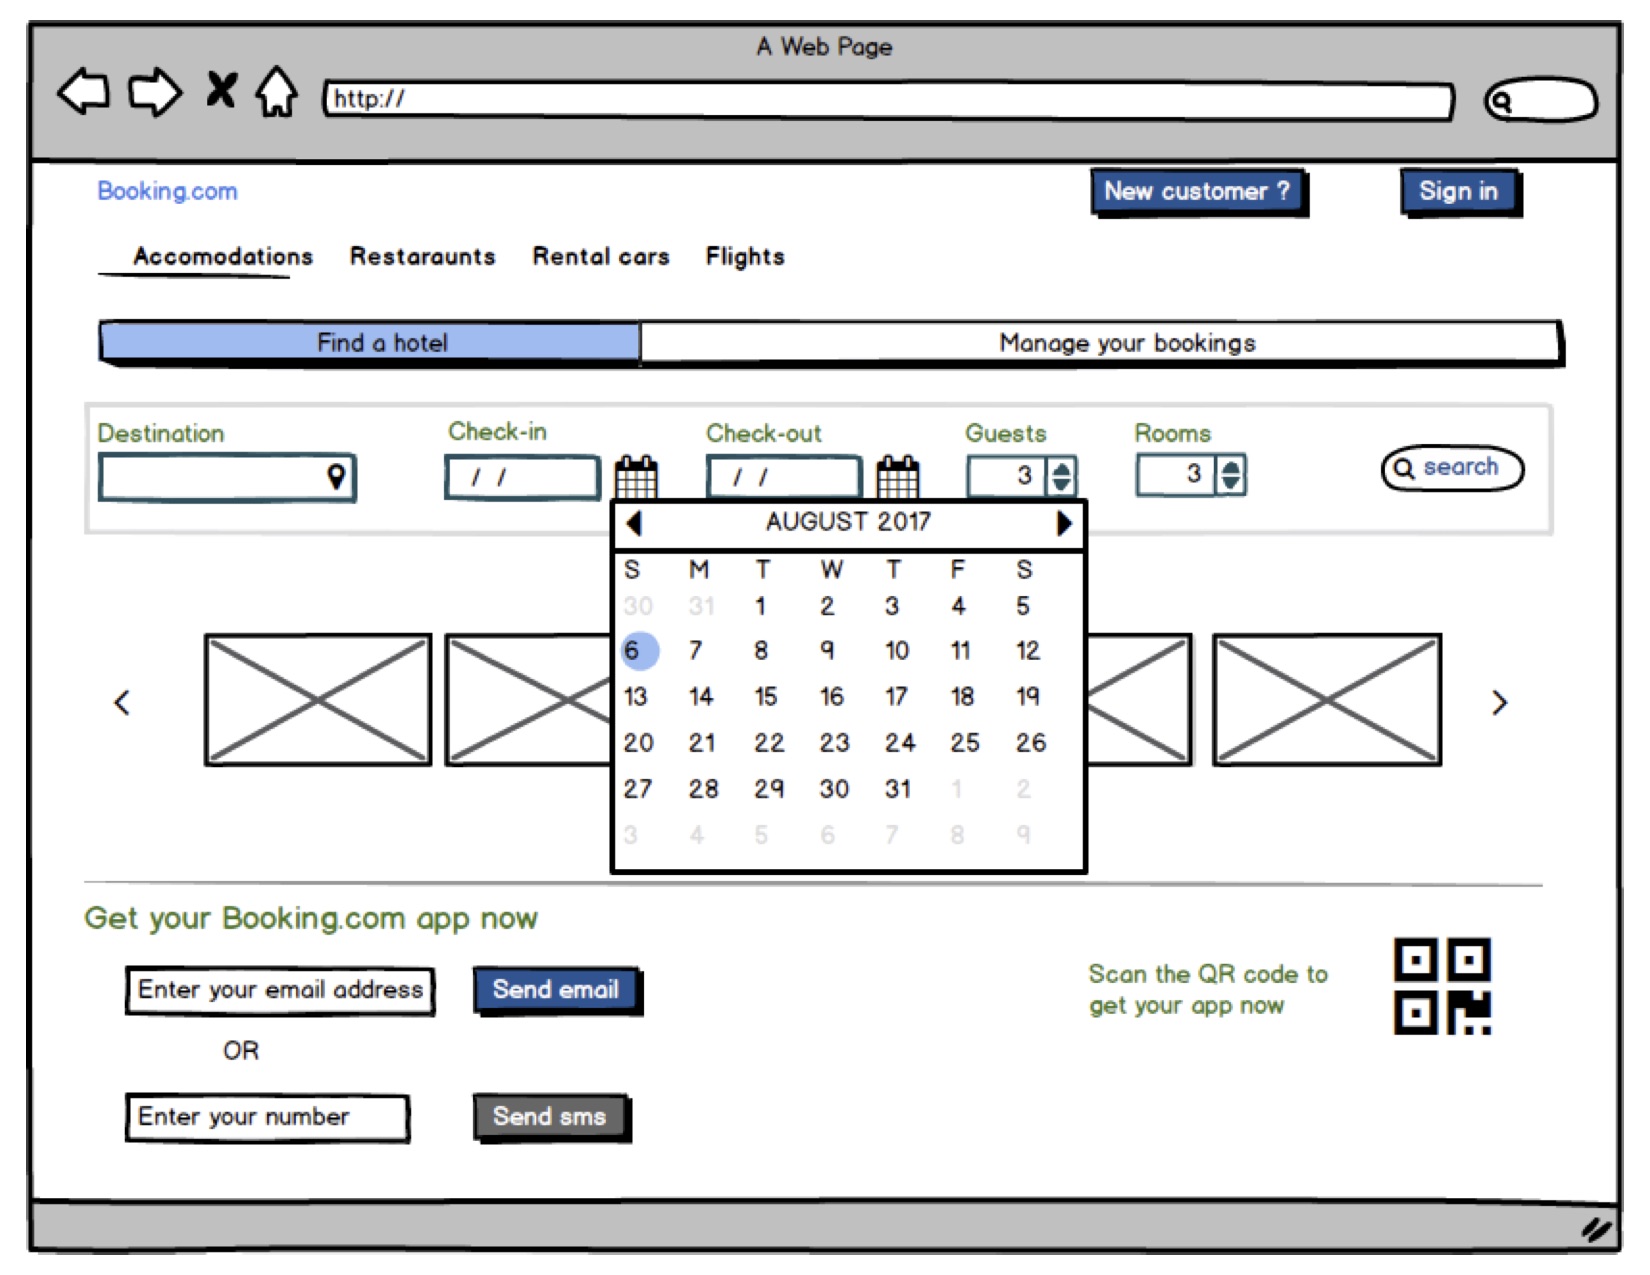 A Web Page
http://
Booking.com
New customer ?
Sign in
Accomodations Restaraunts Rental cars Flights
Find a hotel
Manage your bookings
Destination
Check-in
Check-out
Guests
Rooms
/ /
/ /
3
3
search
AUGUST 2017
S M T W T F S
30 31 1 2 3 4 5
6 7 8 9 10 11 12
13 14 15 16 17 18 19
20 21 22 23 24 25 26
27 28 29 30 31 1 2
3 4 5 6 7 8 9
Get your Booking.com app now
Enter your email address
Send email
OR
Enter your number
Send sms
Scan the QR code to
get your app now